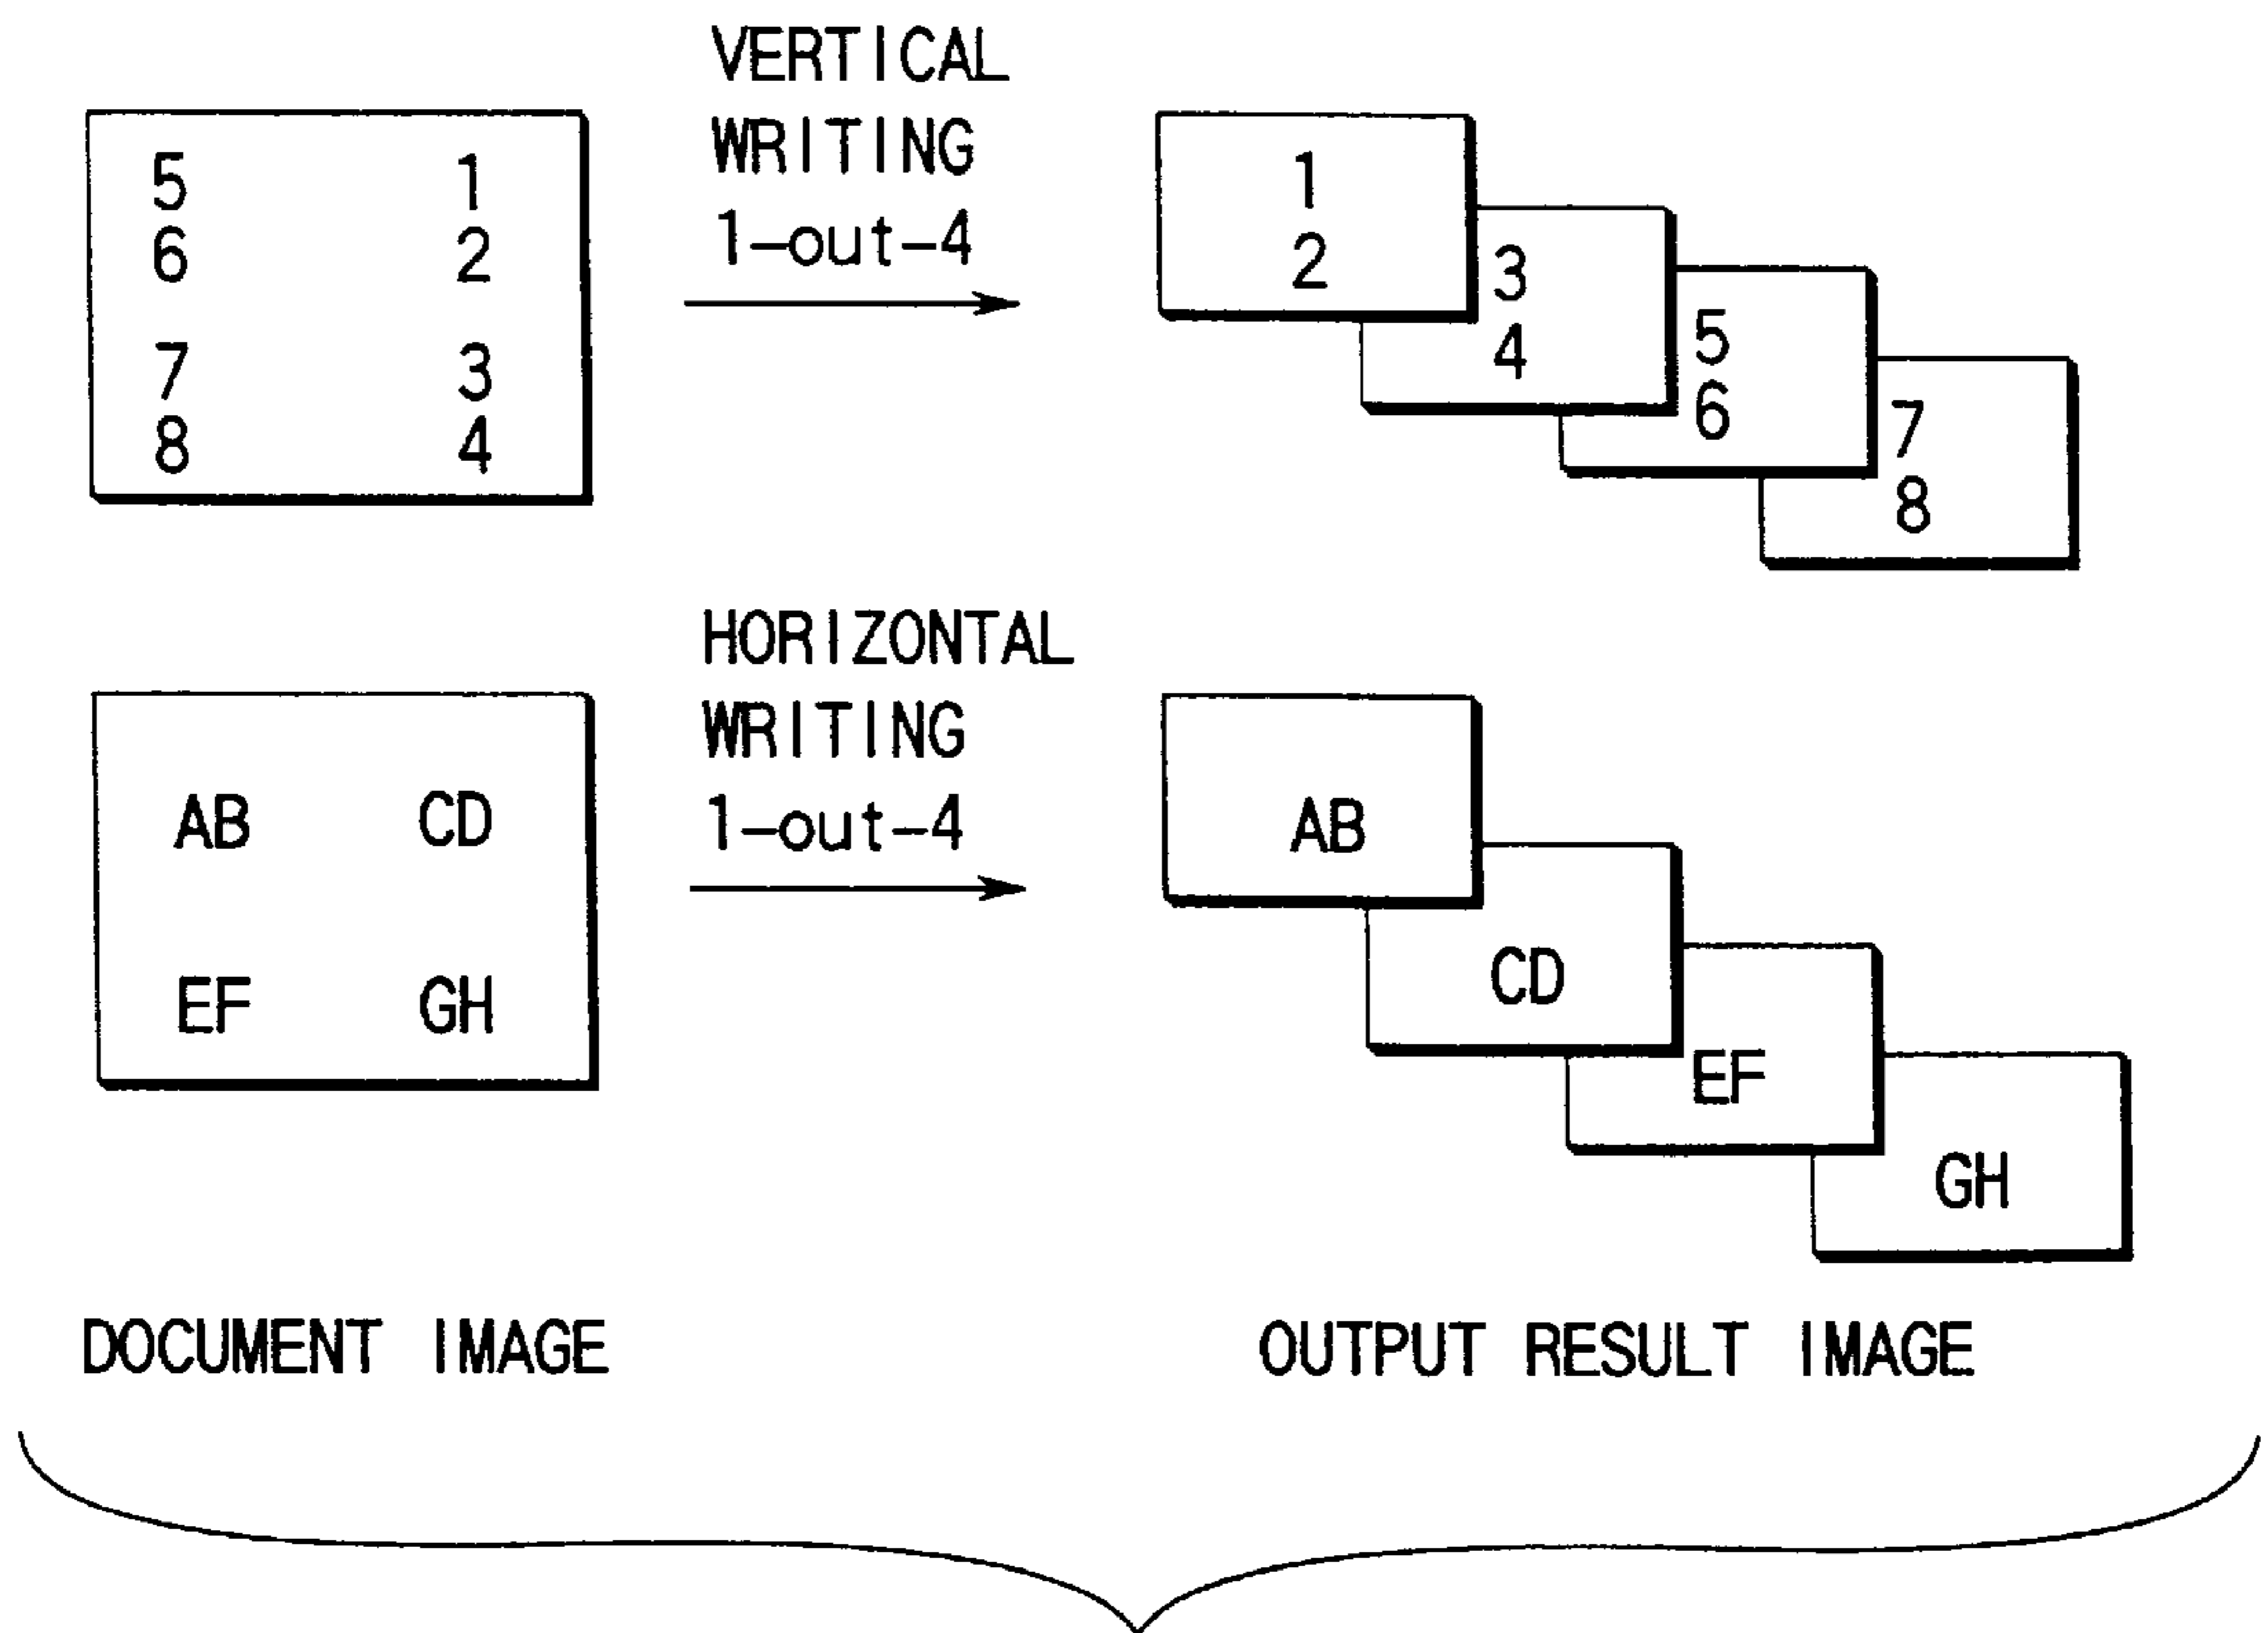 5 1
6 2
7 3
8 4
VERTICAL
WRITING
1-out-4
1
2
3
4
5
6
7
8
AB CD
EF GH
HORIZONTAL
WRITING
1-out-4
AB
CD
EF
GH
DOCUMENT IMAGE
OUTPUT RESULT IMAGE